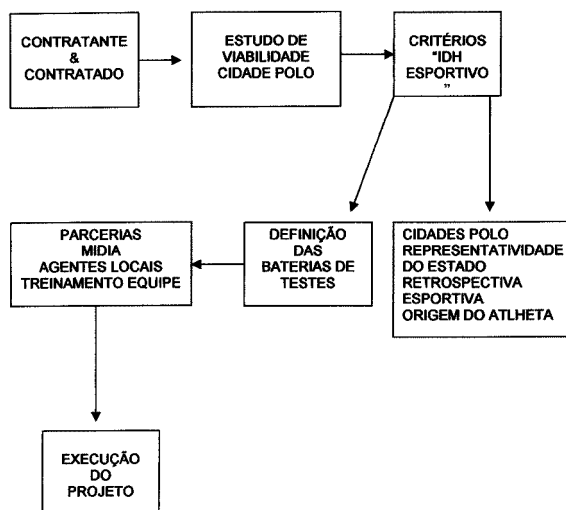 CONTRATANTE
&
CONTRATADO
ESTUDO DE
VIABILIDADE
CIDADE POLO
CRITÉRIOS
“IDH
ESPORTIVO
”
PARCERIAS
MIDIA
AGENTES LOCAIS
TREINAMENTO EQUIPE
DEFINIÇÃO
DAS
BATERIAS DE
TESTES
CIDADES POLO
REPRESENTATIVIDADE
DO ESTADO
RETROSPECTIVA
ESPORTIVA
ORIGEM DO ATLHETA
EXECUÇÃO
DO
PROJETO